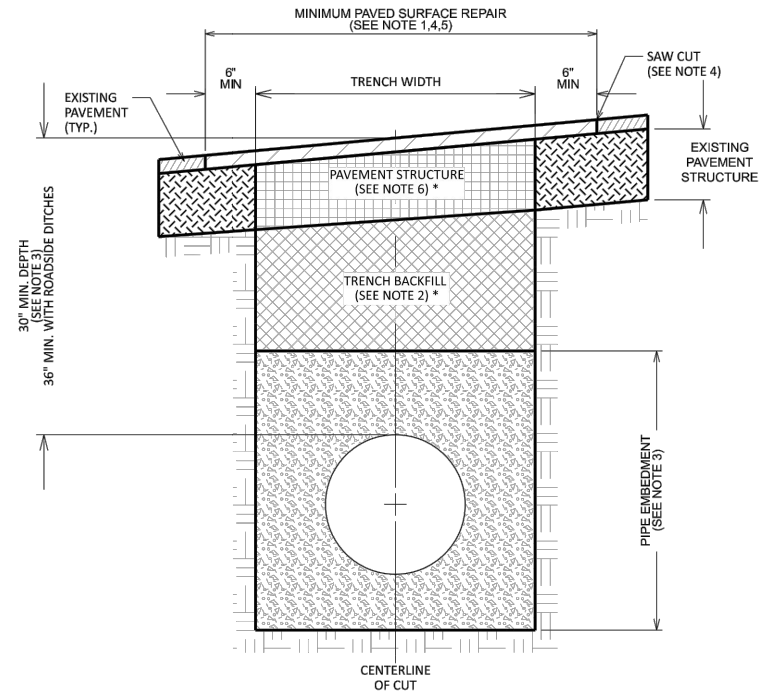 MINIMUM PAVED SURFACE REPAIR
(SEE NOTE 1,4,5)
6"
MIN
TRENCH WIDTH
6"
MIN
SAW CUT
(SEE NOTE 4)
EXISTING
PAVEMENT
(TYP.)
EXISTING
PAVEMENT
STRUCTURE
PAVEMENT STRUCTURE
(SEE NOTE 6) *
TRENCH BACKFILL
(SEE NOTE 2) *
30" MIN. DEPTH
(SEE NOTE 3)
36" MIN. WITH ROADSIDE DITCHES
PIPE EMBEDMENT
(SEE NOTE 3)
CENTERLINE
OF CUT